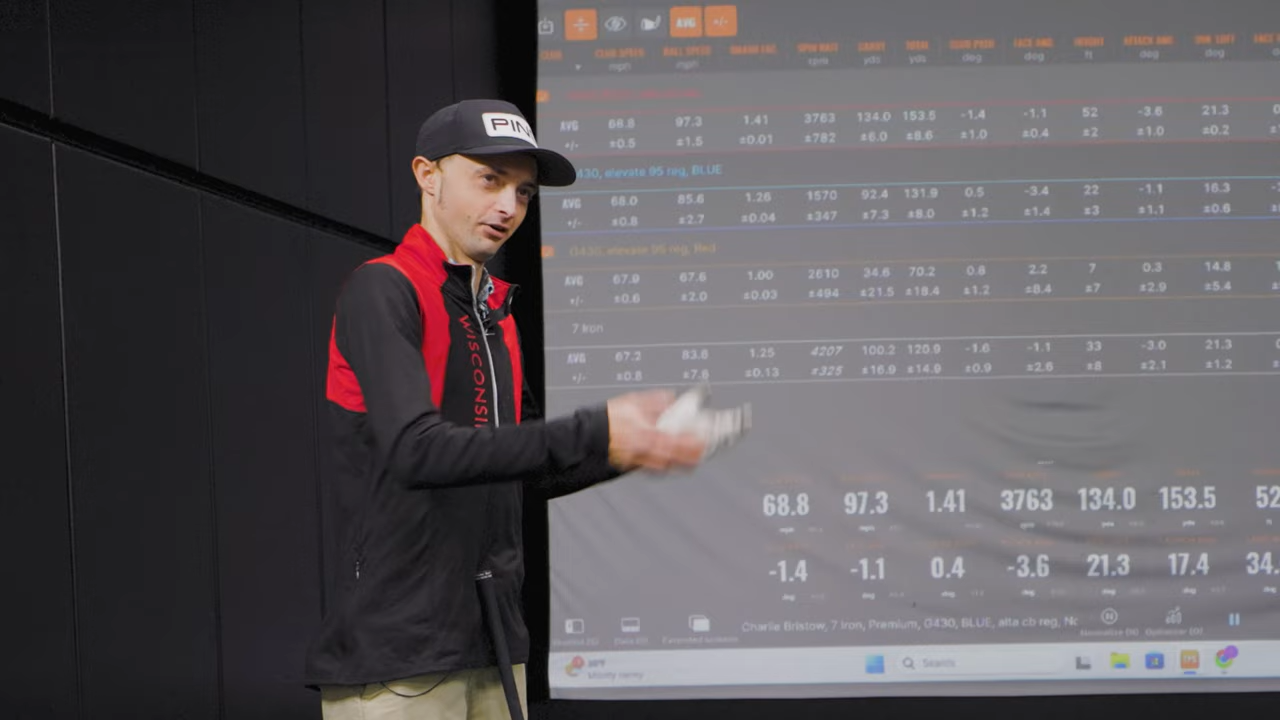 PING
WISCONSI
AVG +/-
CLUB SPEED BALL SPEED SMASH FAC. SPIN RATE CARRY TOTAL CLUB PATH FACE ANG. HEIGHT ATTACK ANG. DYN. LOFT
mph mph rpm yds yds deg deg ft deg deg
AVG 68.8 97.3 1.41 3763 134.0 153.5 -1.4 -1.1 52 -3.6 21.3
+/- ±0.5 ±1.5 ±0.01 ±782 ±6.0 ±8.6 ±1.0 ±0.4 ±2 ±1.0 ±0.2
430, elevate 95 reg, BLUE
AVG 68.0 85.6 1.26 1570 92.4 131.9 0.5 -3.4 22 -1.1 16.3
+/- ±0.8 ±2.7 ±0.04 ±347 ±7.3 ±8.0 ±1.2 ±1.4 ±3 ±1.1 ±0.6
G430, elevate 95 reg, Red
AVG 67.9 67.6 1.00 2610 34.6 70.2 0.8 2.2 7 0.3 14.8
+/- ±0.6 ±2.0 ±0.03 ±494 ±21.5 ±18.4 ±1.2 ±8.4 ±7 ±2.9 ±5.4
7 Iron
AVG 67.2 83.6 1.25 4207 100.2 120.9 -1.6 -1.1 33 -3.0 21.3
+/- ±0.8 ±7.8 ±0.13 ±325 ±16.9 ±14.9 ±0.9 ±2.6 ±8 ±2.1 ±1.2
68.8 97.3 1.41 3763 134.0 153.5 52
-1.4 -1.1 0.4 -3.6 21.3 17.4 34.
Charlie Bristow, 7 Iron, Premium, G430, BLUE, alta cb reg, No
Normalize (N) Optimizer (O)
Mostly sunny
Search